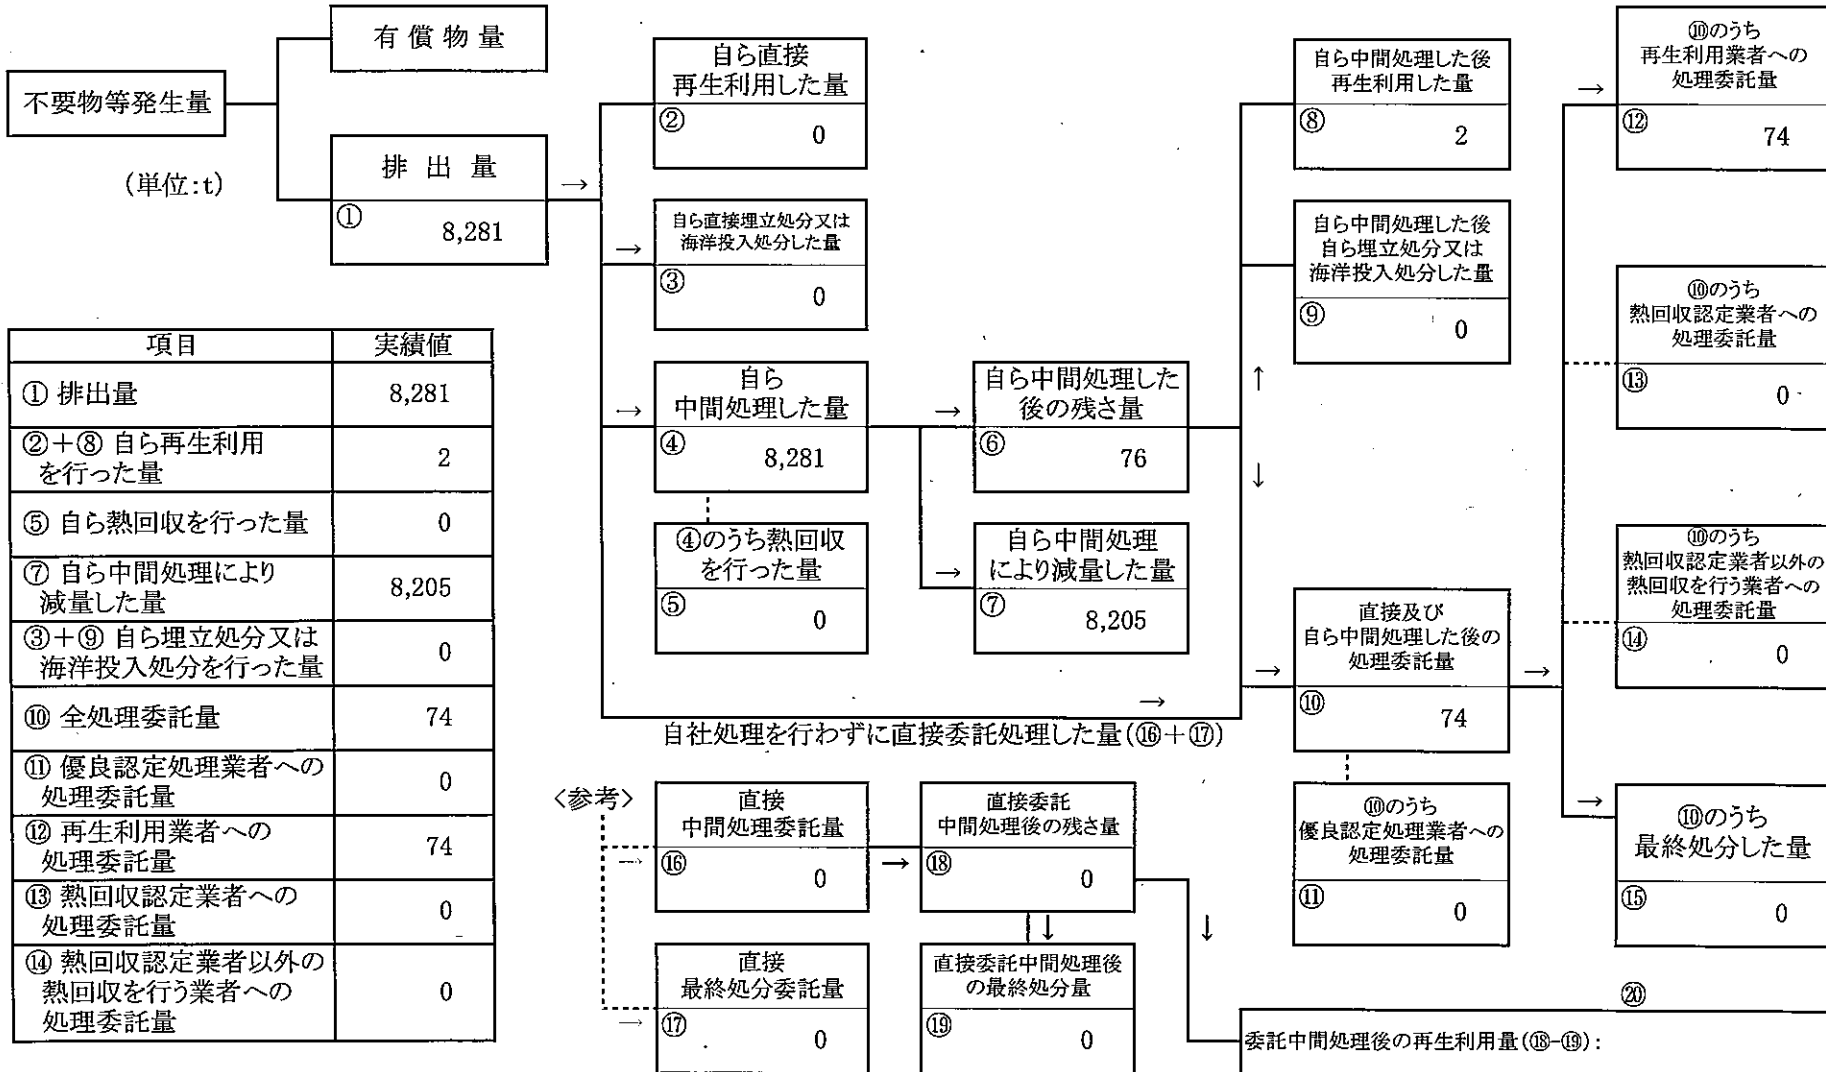 不要物等発生量
(単位:t)
有償物量
排出量
① 8,281
→
自ら直接
再生利用した量
② 0
→
自ら直接埋立処分又は
海洋投入処分した量
③ 0
→
自ら
中間処理した量
④ 8,281
④のうち熱回収
を行った量
⑤ 0
→
自ら中間処理した
後の残さ量
⑥ 76
→
自ら中間処理
により減量した量
⑦ 8,205
↑
↓
自ら中間処理した後
再生利用した量
⑧ 2
自ら中間処理した後
自ら埋立処分又は
海洋投入処分した量
⑨ 0
→
自社処理を行わずに直接委託処理した量(⑯+⑰)
→
直接及び
自ら中間処理した後の
処理委託量
⑩ 74
⑩のうち
優良認定処理業者への
処理委託量
⑪ 0
→
→
⑩のうち
再生利用業者への
処理委託量
⑫ 74
⑩のうち
熱回収認定業者への
処理委託量
⑬ 0
⑩のうち
熱回収認定業者以外の
熱回収を行う業者への
処理委託量
⑭ 0
→
⑩のうち
最終処分した量
⑮ 0
項目 実績値
① 排出量 8,281
②+⑧ 自ら再生利用
を行った量 2
⑤ 自ら熱回収を行った量 0
⑦ 自ら中間処理により
減量した量 8,205
③+⑨ 自ら埋立処分又は
海洋投入処分を行った量 0
⑩ 全処理委託量 74
⑪ 優良認定処理業者への
処理委託量 0
⑫ 再生利用業者への
処理委託量 74
⑬ 熱回収認定業者への
処理委託量 0
⑭ 熱回収認定業者以外の
熱回収を行う業者への
処理委託量 0
<参考>
→
直接
中間処理委託量
⑯ 0
→
直接
最終処分委託量
⑰ 0
→
直接委託
中間処理後の残さ量
⑱ 0
↓
直接委託中間処理後
の最終処分量
⑲ 0
↓
⑳
委託中間処理後の再生利用量(⑱-⑲):